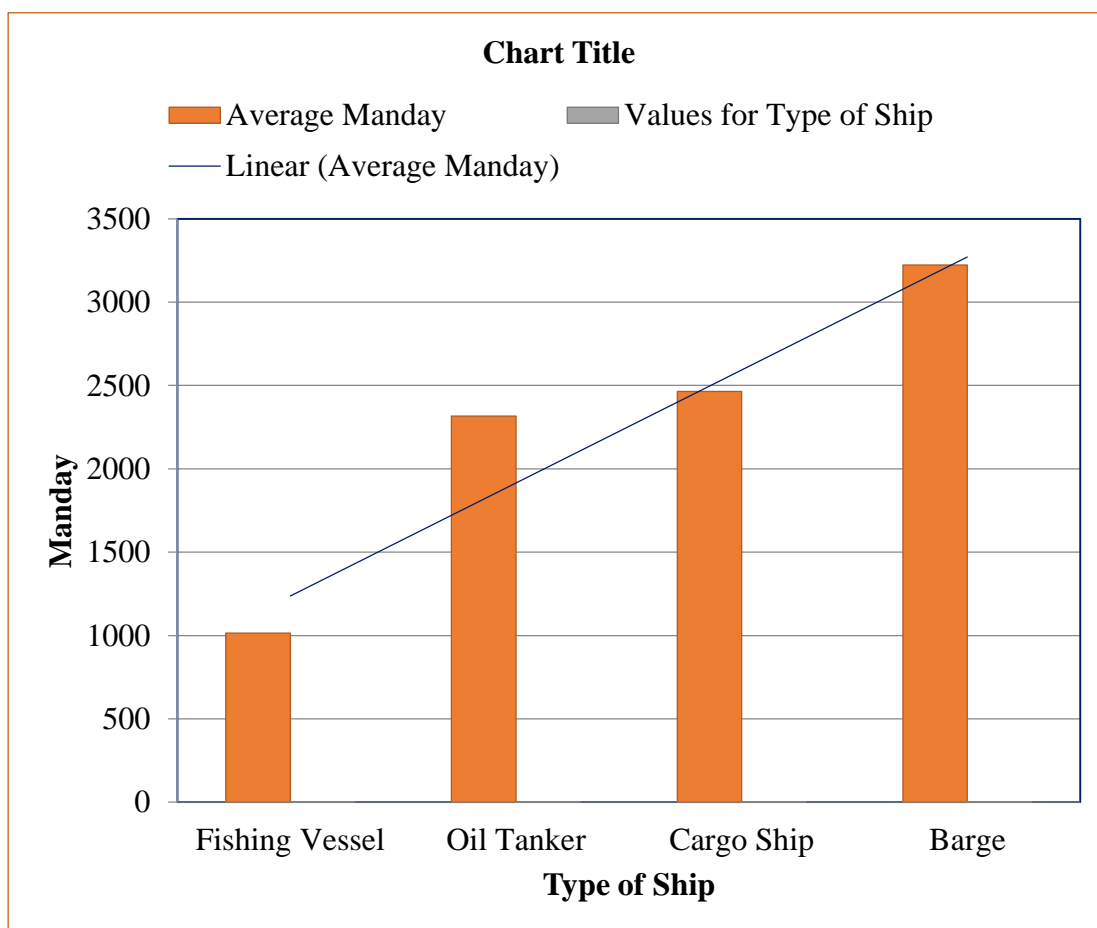 Chart Title
Average Manday
Values for Type of Ship
Linear (Average Manday)
3500
3000
2500
2000
1500
1000
500
0
Manday
Fishing Vessel
Oil Tanker
Cargo Ship
Barge
Type of Ship